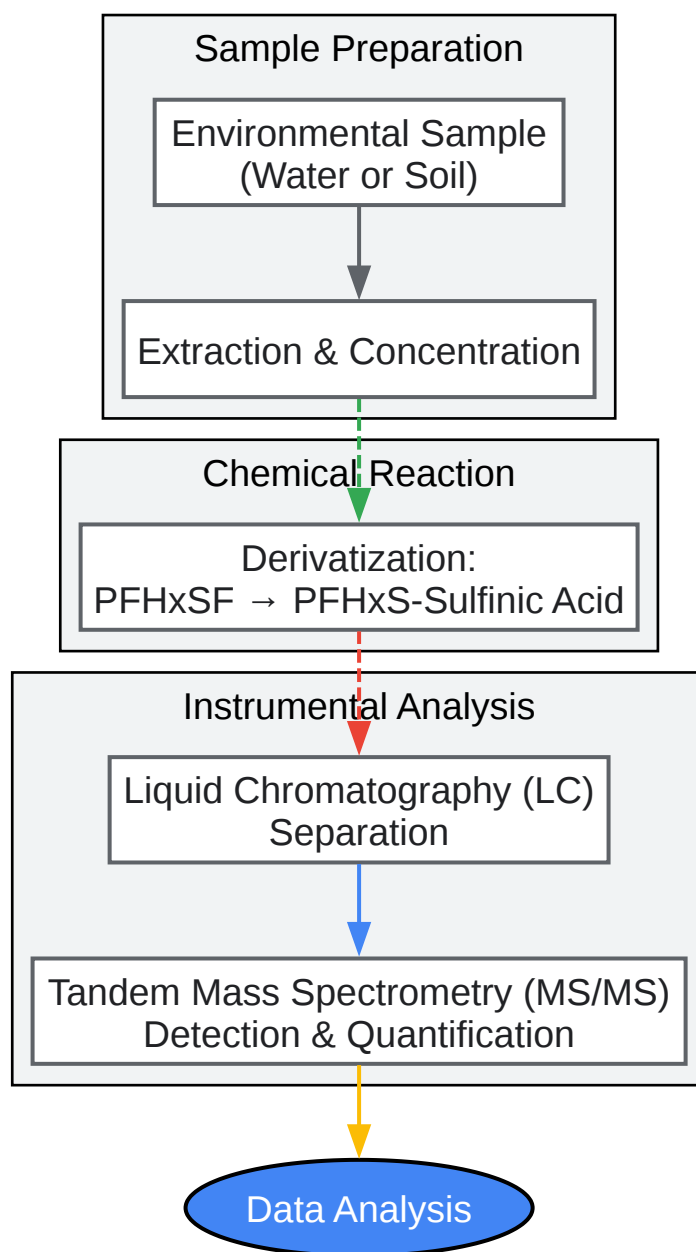 Sample Preparation
Environmental Sample
(Water or Soil)
Extraction & Concentration
Chemical Reaction
Derivatization:
PFHxSF → PFHxS-Sulfinic Acid
Instrumental Analysis
Liquid Chromatography (LC)
Separation
Tandem Mass Spectrometry (MS/MS)
Detection & Quantification
Data Analysis